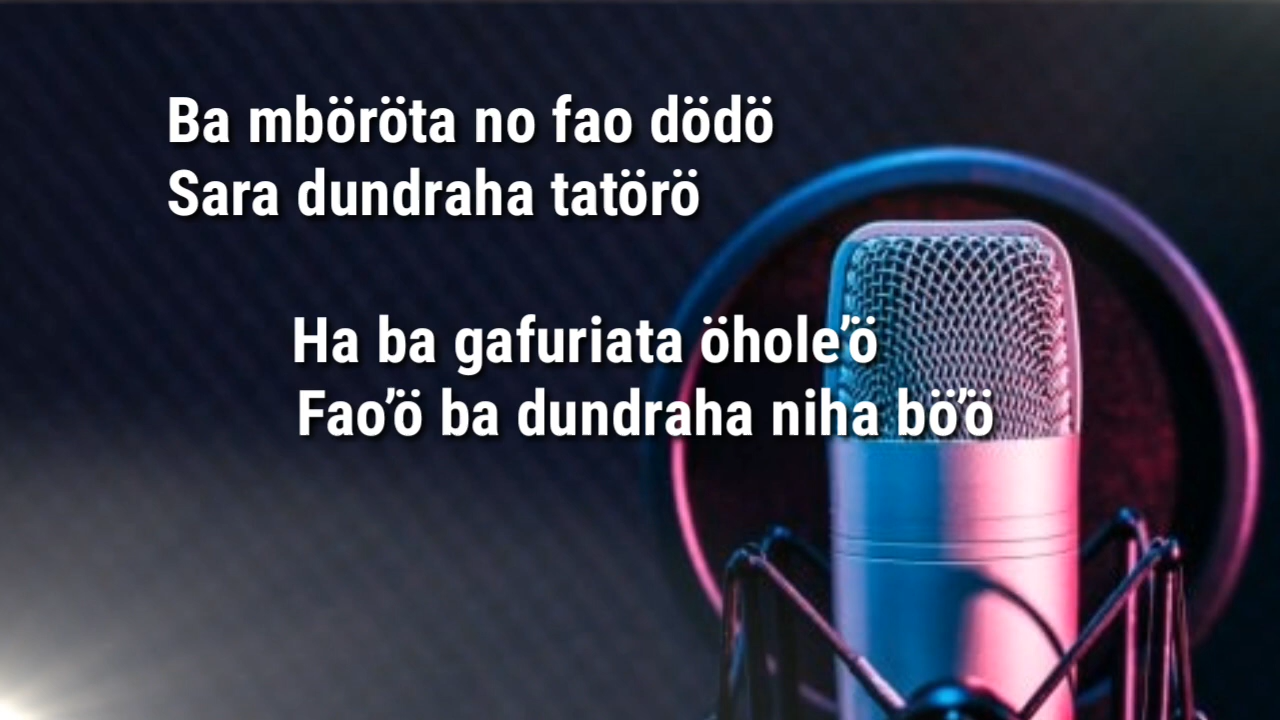 Ba mböröta no fao dödö
Sara dundraha tatörö
Ha ba gafuriata öhole’ö
Fao’ö ba dundraha niha bö’ö